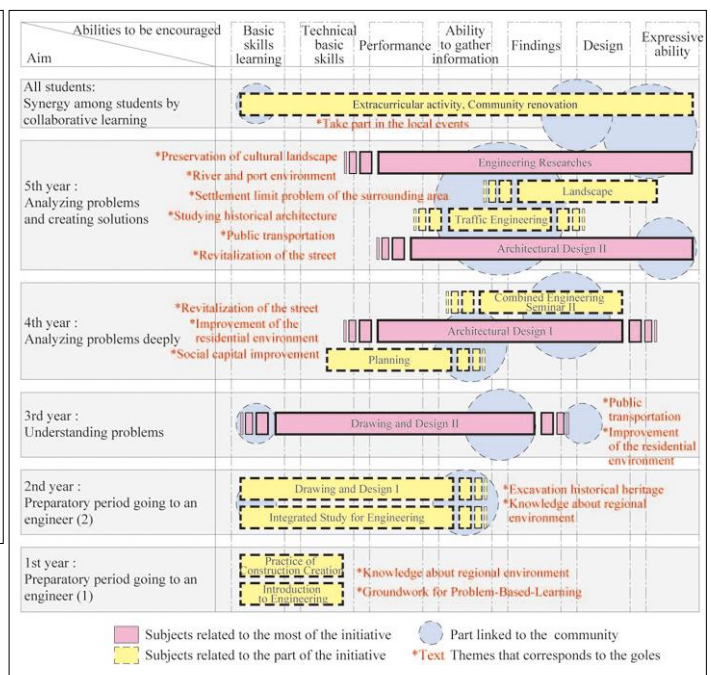 Abilities to be encouraged
Aim
Basic
skills
learning
Technical
basic
skills
Performance
Ability
to gather
information
Findings
Design
Expressive
ability
All students:
Synergy among students by
collaborative learning
Extracurricular activity, Community renovation
*Take part in the local events
5th year :
Analyzing problems
and creating solutions
*Preservation of cultural landscape
*River and port environment
*Settlement limit problem of the surrounding area
*Studying historical architecture
*Public transportation
*Revitalization of the street
Engineering Researches
Landscape
Traffic Engineering
Architectural Design II
4th year :
Analyzing problems deeply
*Revitalization of the street
*Improvement of the
residential environment
*Social capital improvement
Combined Engineering
Seminar II
Architectural Design I
Planning
3rd year :
Understanding problems
Drawing and Design II
*Public
transportation
*Improvement
of the residential
environment
2nd year :
Preparatory period going to an
engineer (2)
Drawing and Design I
Integrated Study for Engineering
*Excavation historical heritage
*Knowledge about regional
environment
1st year :
Preparatory period going to an
engineer (1)
Practice of
Construction Creation
Introduction
to Engineering
*Knowledge about regional environment
*Groundwork for Problem-Based-Learning
Subjects related to the most of the initiative
Part linked to the community
Subjects related to the part of the initiative
*Text Themes that corresponds to the goles